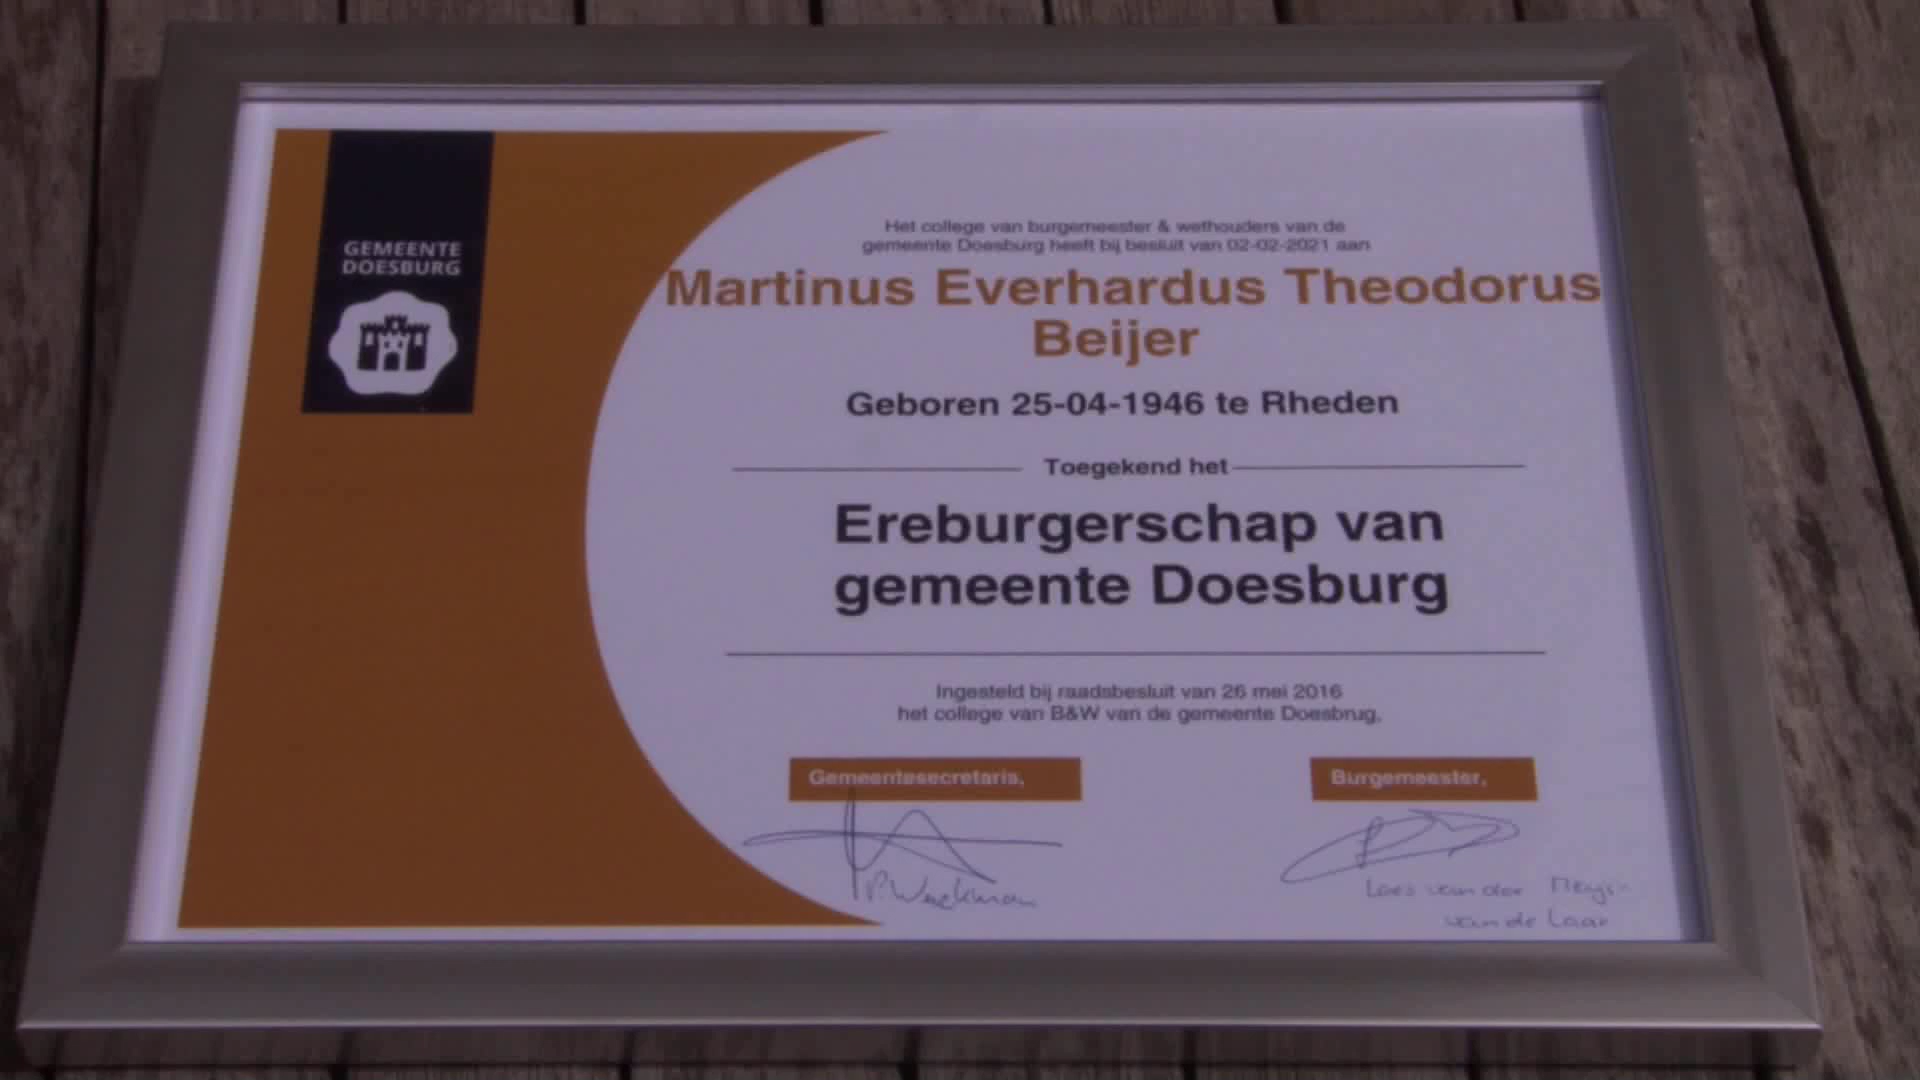 GEMEENTE
DOESBURG
Het college van burgemeester & wethouders van de
gemeente Doesburg heeft bij besluit van 02-02-2021 aan
Martinus Everhardus Theodorus
Beijer
Geboren 25-04-1946 te Rheden
Toegekend het
Ereburgerschap van
gemeente Doesburg
Ingesteld bij raadsbesluit van 26 mei 2016
het college van B&W van de gemeente Doesbrug,
Gemeentesecretaris,
Burgemeester,
P. Werkman
Loes van der Meijs-
van de Laar